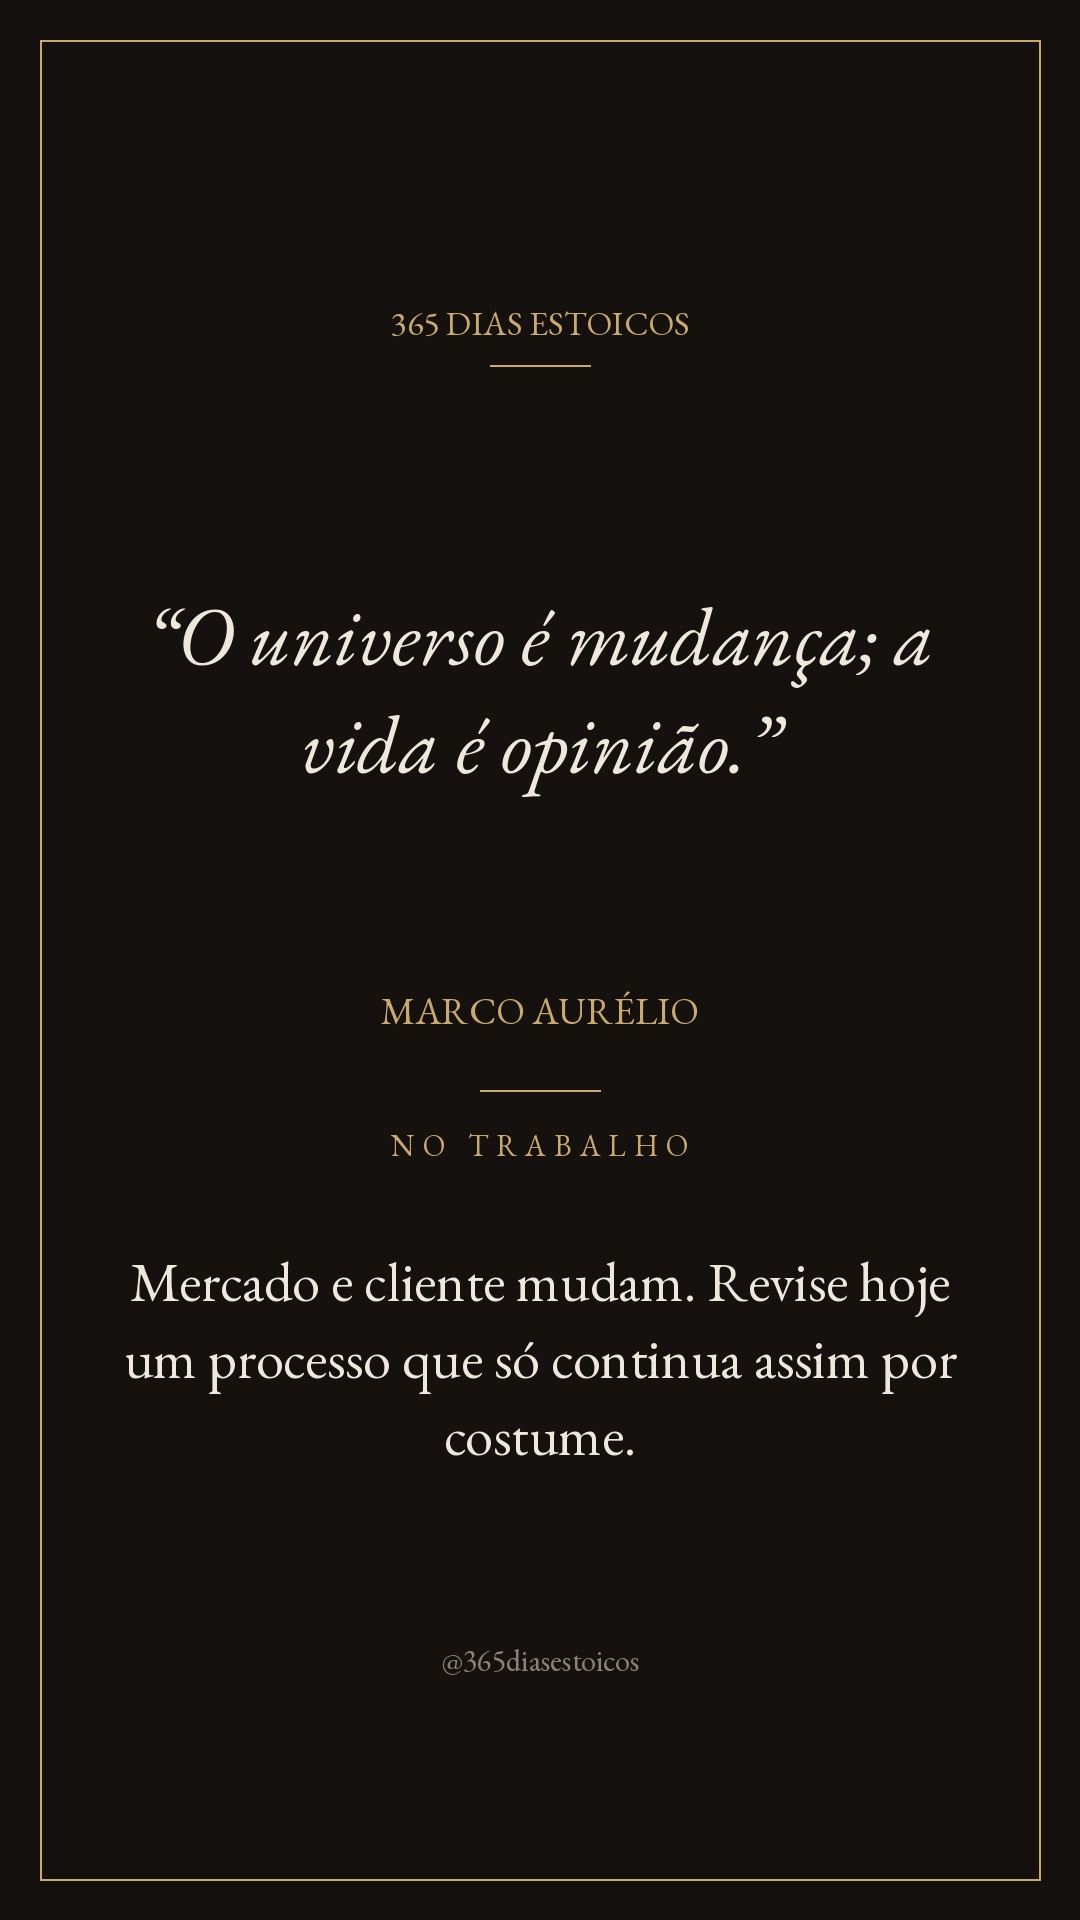 365 DIAS ESTOICOS
“O universo é mudança; a
vida é opinião.”
MARCO AURÉLIO
NO TRABALHO
Mercado e cliente mudam. Revise hoje
um processo que só continua assim por
costume.
@365diasestoicos